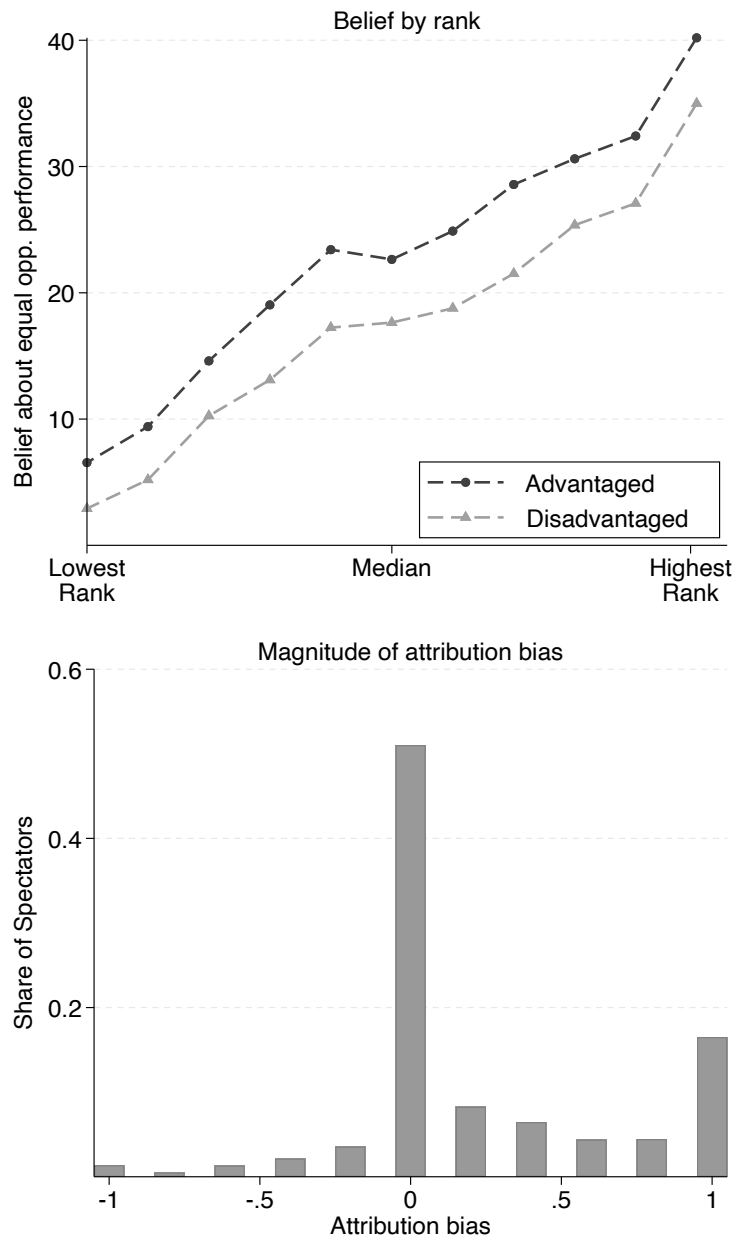 Belief by rank
Belief about equal opp. performance
40
30
20
10
Advantaged
Disadvantaged
Lowest
Rank
Median
Highest
Rank
Magnitude of attribution bias
Share of Spectators
0.6
0.4
0.2
-1
-.5
0
.5
1
Attribution bias